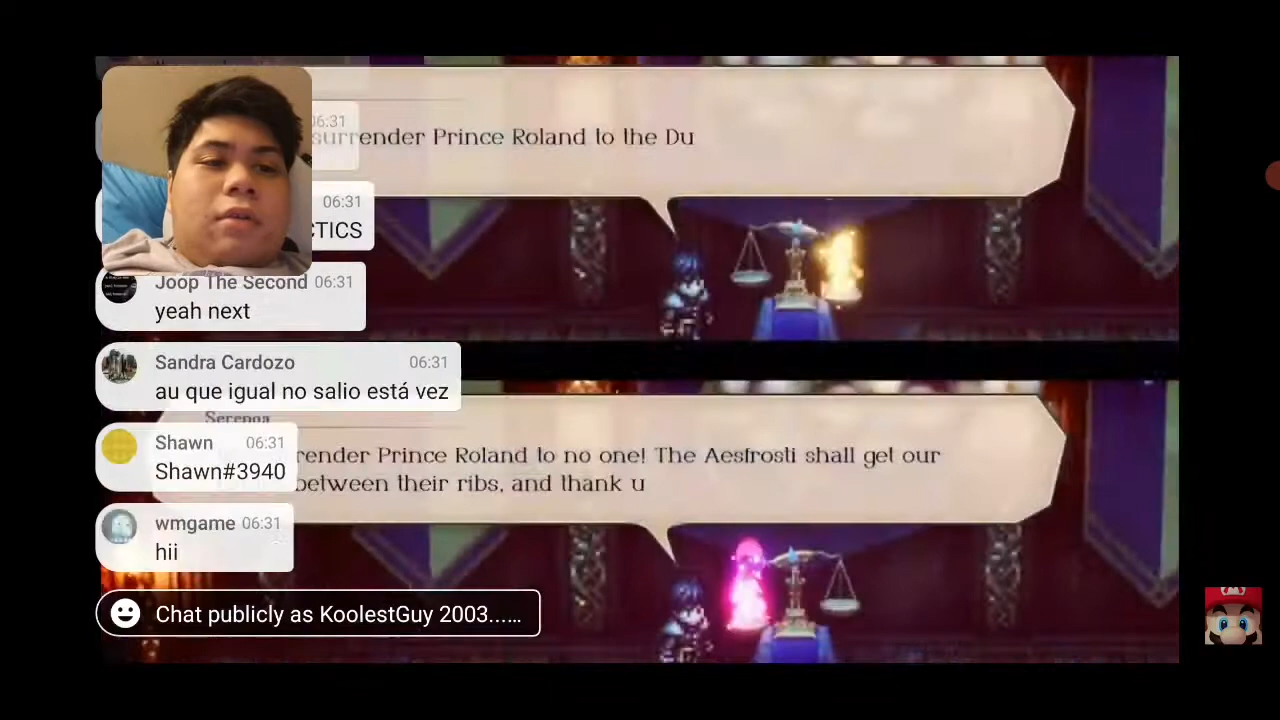 06:31
surrender Prince Roland to the Du
06:31
CTICS
Joop The Second 06:31
yeah next
Sandra Cardozo 06:31
au que igual no salio está vez
Serenoa
Shawn 06:31
Shawn#3940
render Prince Roland to no one! The Aesfrosti shall get our
between their ribs, and thank u
wmgame 06:31
hii
Chat publicly as KoolestGuy 2003...…
M